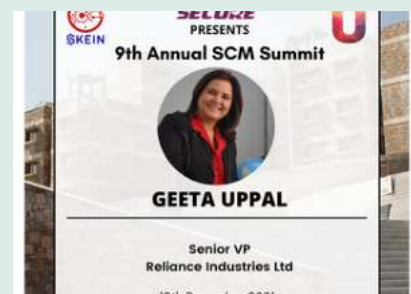 SKEIN
SECURE
PRESENTS
9th Annual SCM Summit
GEETA UPPAL
Senior VP
Reliance Industries Ltd